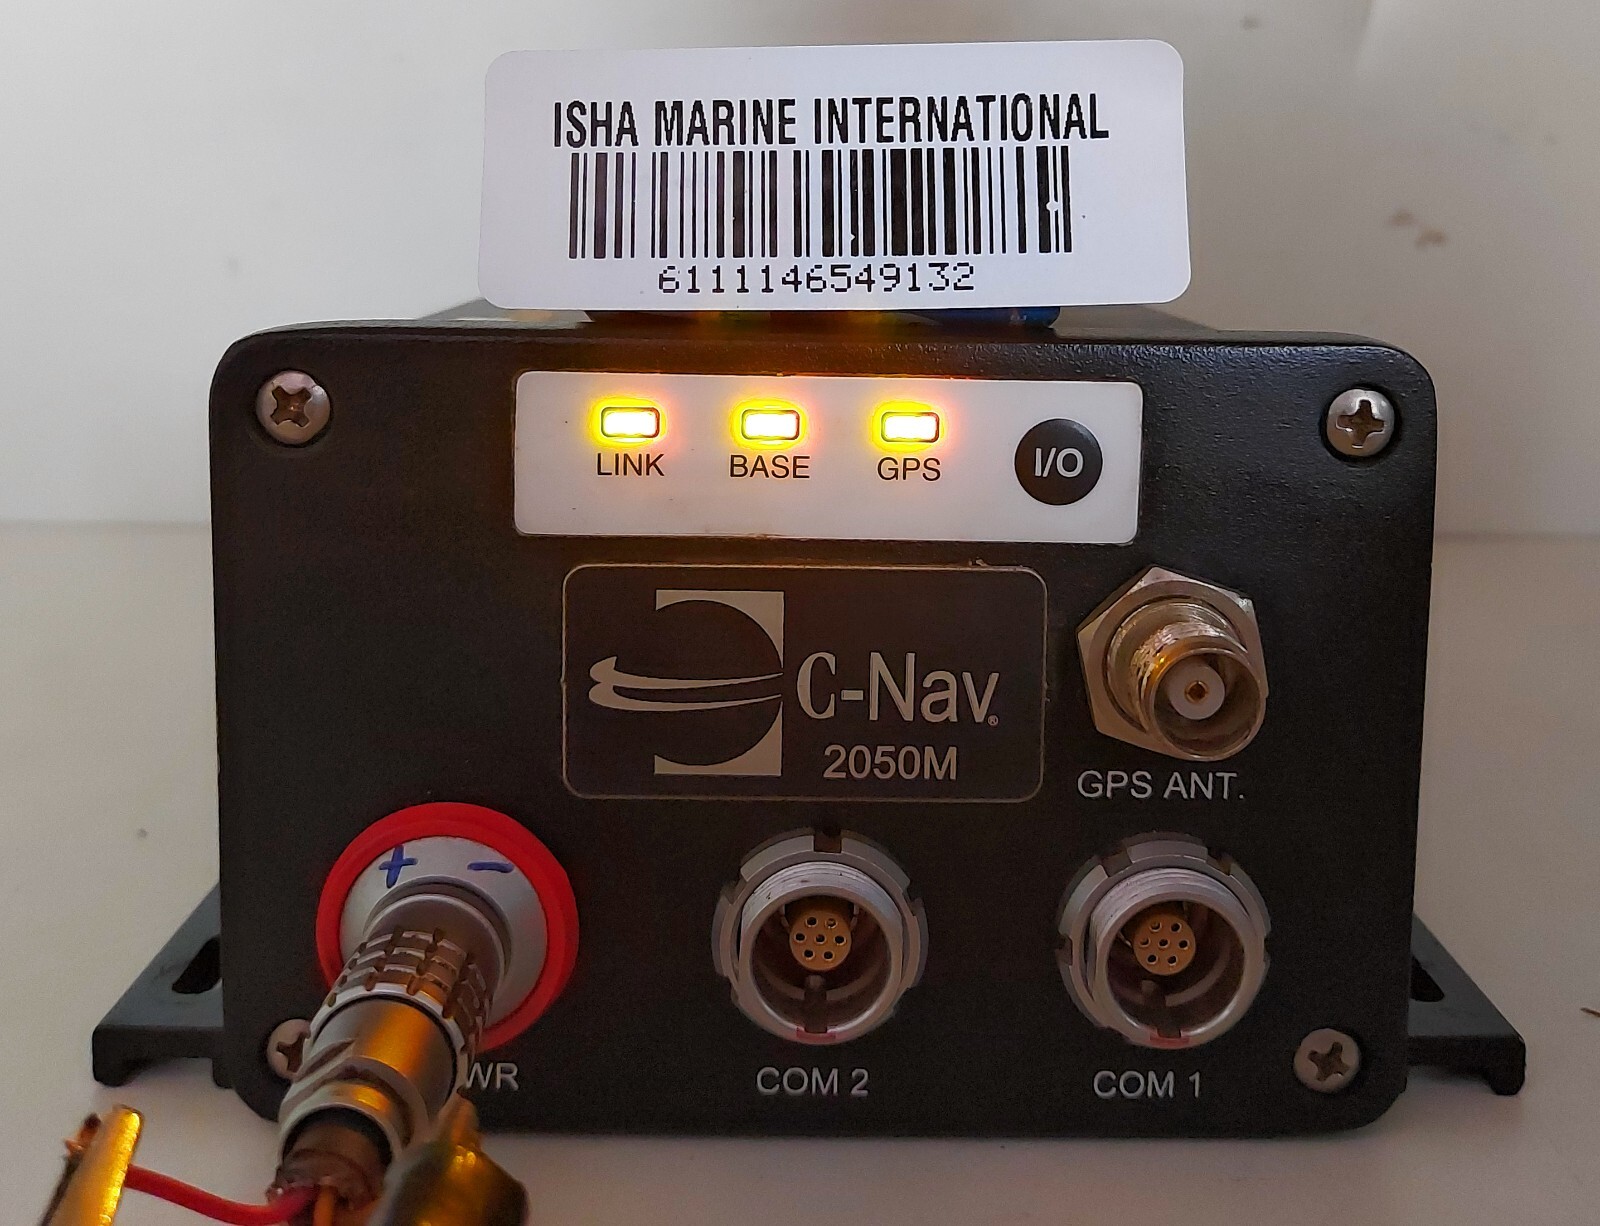 ISHA MARINE INTERNATIONAL
6111146549132
LINK BASE GPS I/O
C-Nav®
2050M
GPS ANT.
+ −
WR COM 2 COM 1